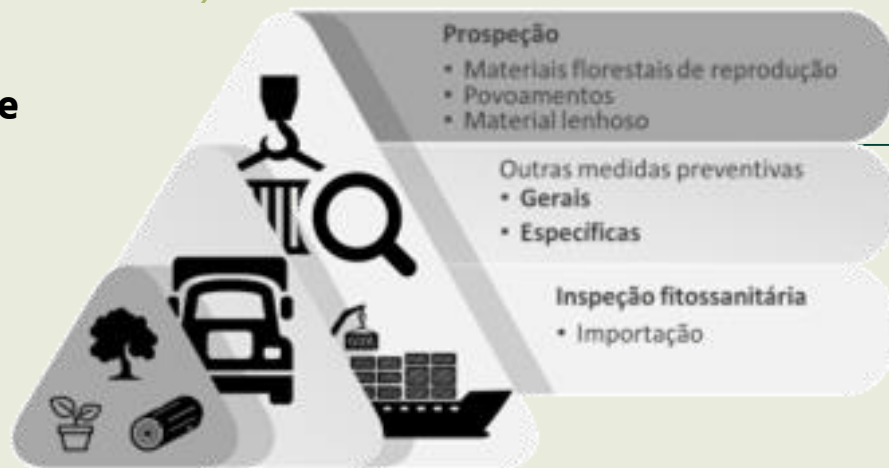 e
Prospeção
• Materiais florestais de reprodução
• Povoamentos
• Material lenhoso
Outras medidas preventivas
• Gerais
• Específicas
Inspeção fitossanitária
• Importação